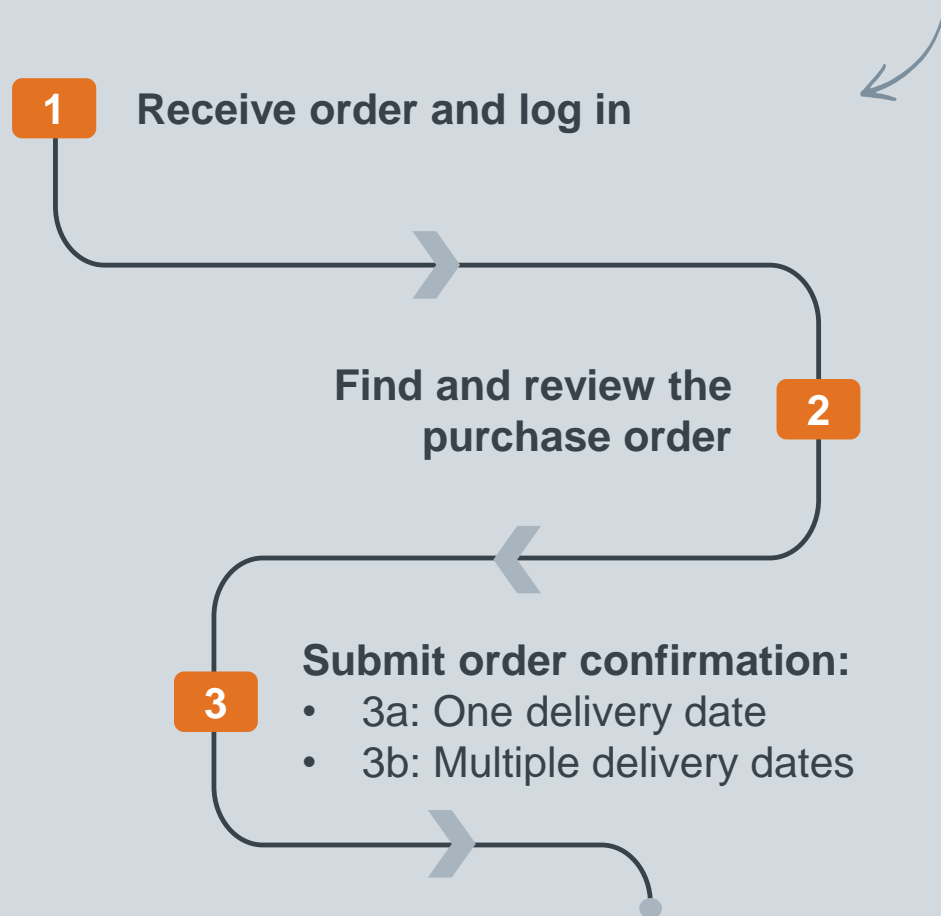 1 Receive order and log in
Find and review the
purchase order
2
3
Submit order confirmation:
• 3a: One delivery date
• 3b: Multiple delivery dates